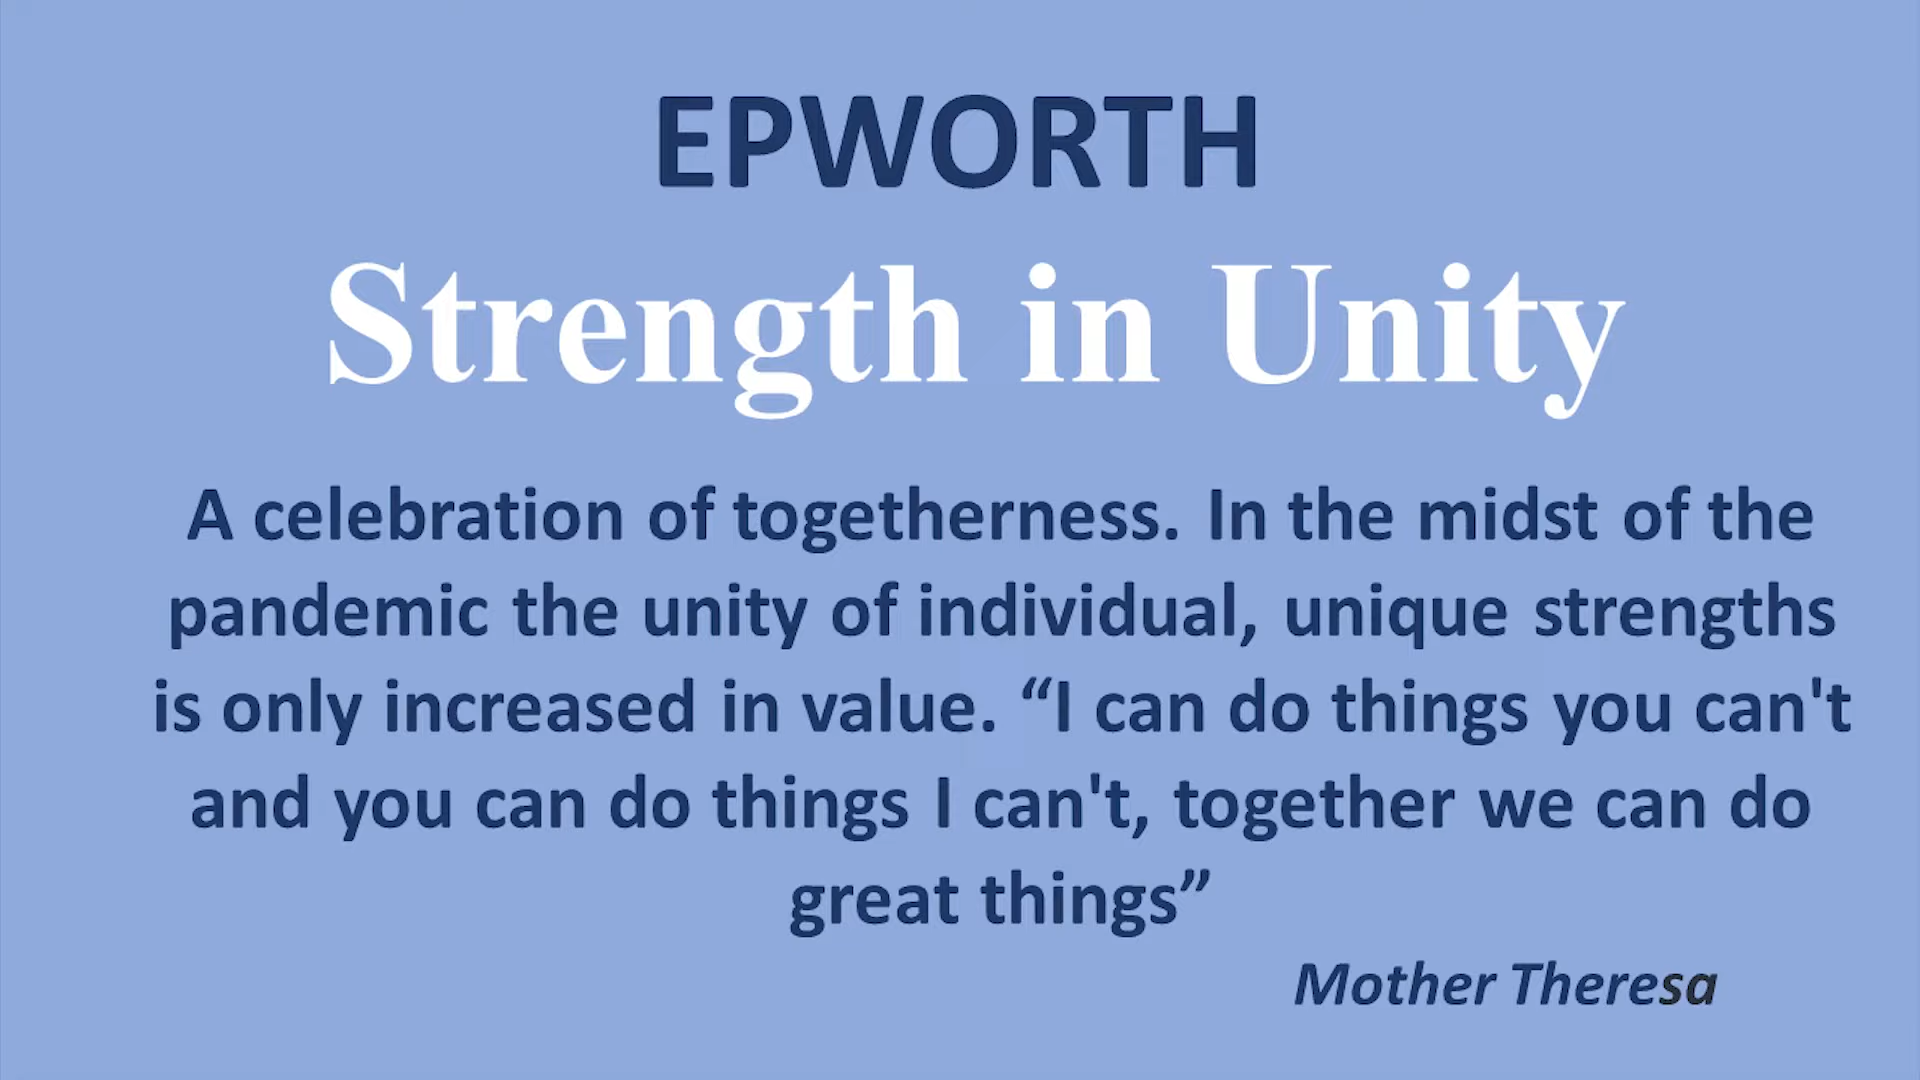 EPWORTH
Strength in Unity
A celebration of togetherness. In the midst of the
pandemic the unity of individual, unique strengths
is only increased in value. “I can do things you can't
and you can do things I can't, together we can do
great things”
Mother Theresa